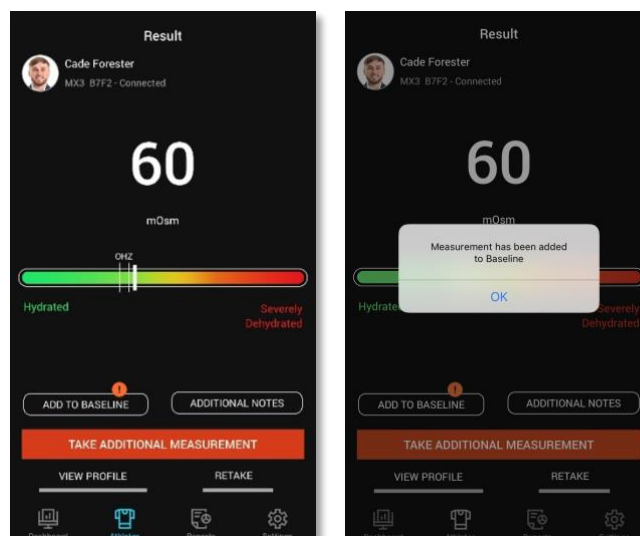 Result
Cade Forester
MX3 B7F2 - Connected
60
mOsm
OHZ
Hydrated
Severely
Dehydrated
!
ADD TO BASELINE
ADDITIONAL NOTES
TAKE ADDITIONAL MEASUREMENT
VIEW PROFILE
RETAKE
Dashboard
Athletes
Reports
Settings
Result
Cade Forester
MX3 B7F2 - Connected
60
mOsm
Measurement has been added
to Baseline
OK
Severely
Dehydrated
!
ADD TO BASELINE
ADDITIONAL NOTES
TAKE ADDITIONAL MEASUREMENT
VIEW PROFILE
RETAKE